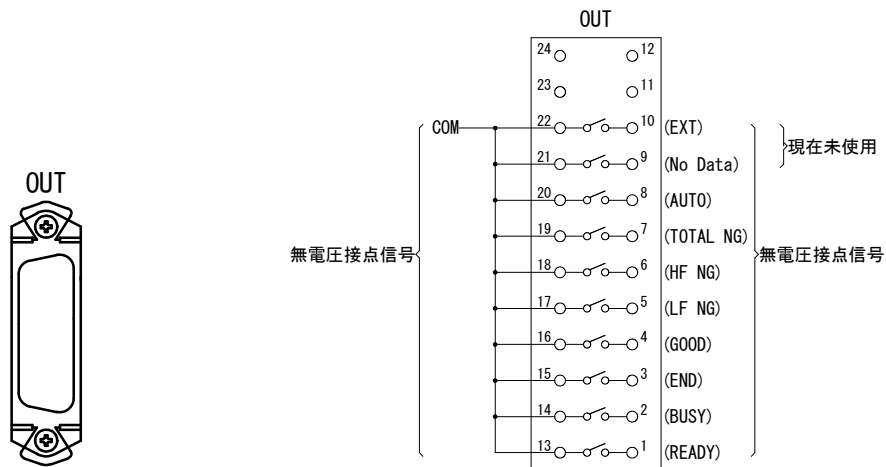 OUT
24 12
23 11
COM 22 10 (EXT)
現在未使用
21 9 (No Data)
OUT
20 8 (AUTO)
19 7 (TOTAL NG)
無電圧接点信号 無電圧接点信号
18 6 (HF NG)
17 5 (LF NG)
16 4 (GOOD)
15 3 (END)
14 2 (BUSY)
13 1 (READY)